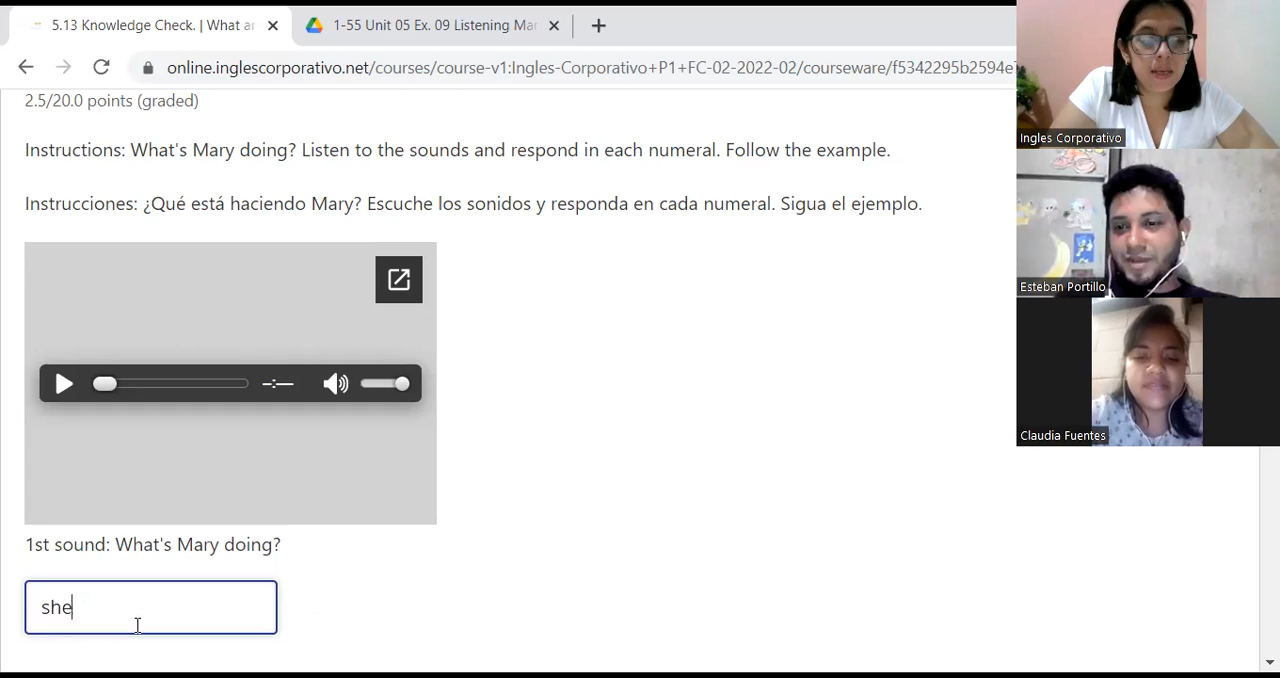 5.13 Knowledge Check. | What ar
1-55 Unit 05 Ex. 09 Listening Mar
online.inglescorporativo.net/courses/course-v1:Ingles-Corporativo+P1+FC-02-2022-02/courseware/f5342295b2594e
2.5/20.0 points (graded)
Instructions: What's Mary doing? Listen to the sounds and respond in each numeral. Follow the example.
Instrucciones: ¿Qué está haciendo Mary? Escuche los sonidos y responda en cada numeral. Sigua el ejemplo.
-:-
1st sound: What's Mary doing?
she
Ingles Corporativo
Esteban Portillo
Claudia Fuentes